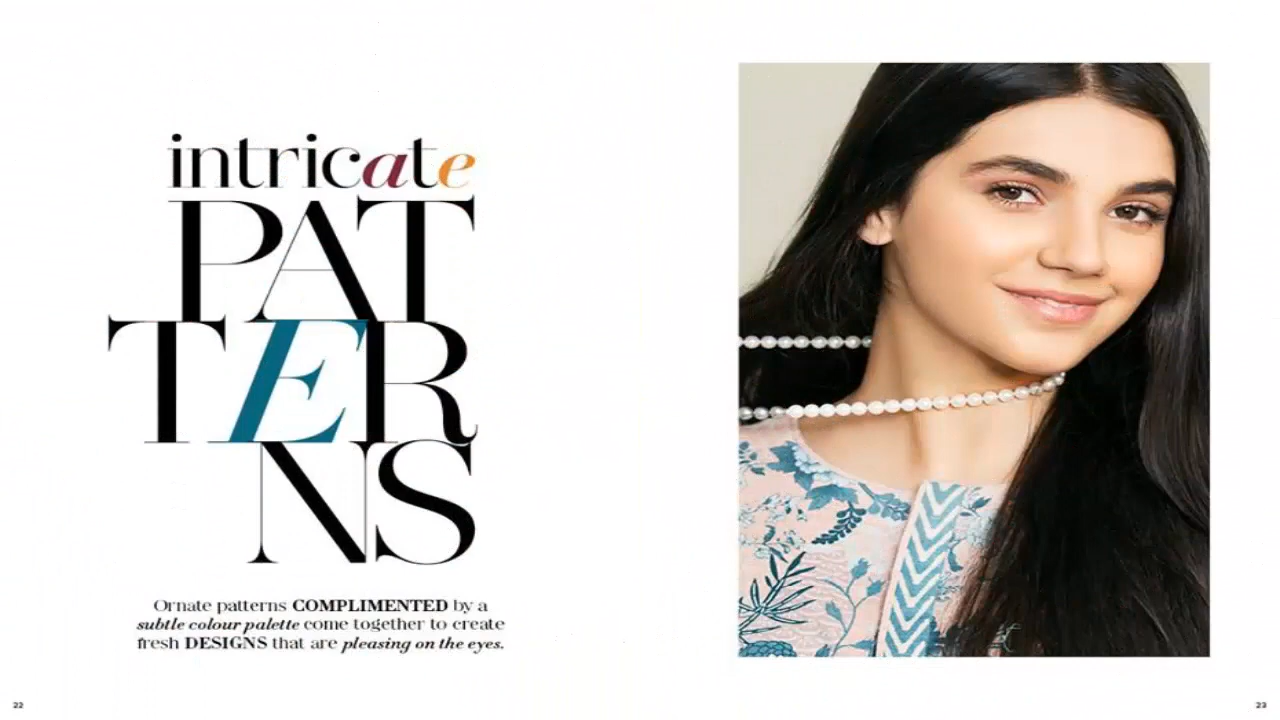 intricate
PAT
TER
NS
Ornate patterns COMPLIMENTED by a
subtle colour palette come together to create
fresh DESIGNS that are pleasing on the eyes.
22
23